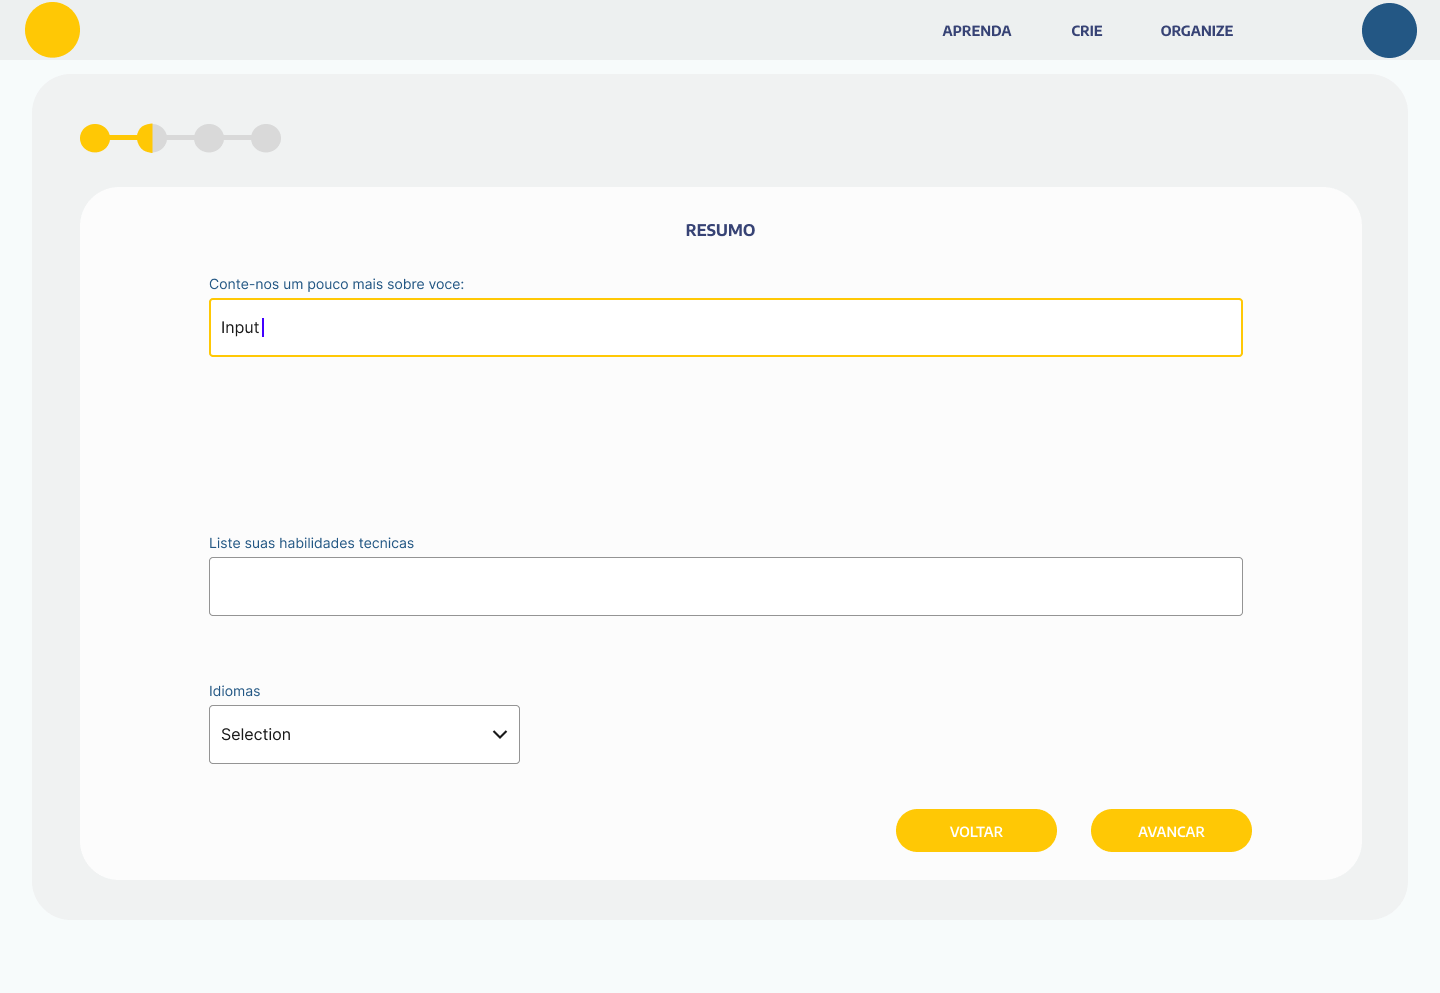 APRENDA CRIE ORGANIZE
RESUMO
Conte-nos um pouco mais sobre voce:
Input
Liste suas habilidades tecnicas
Idiomas
Selection
VOLTAR AVANCAR